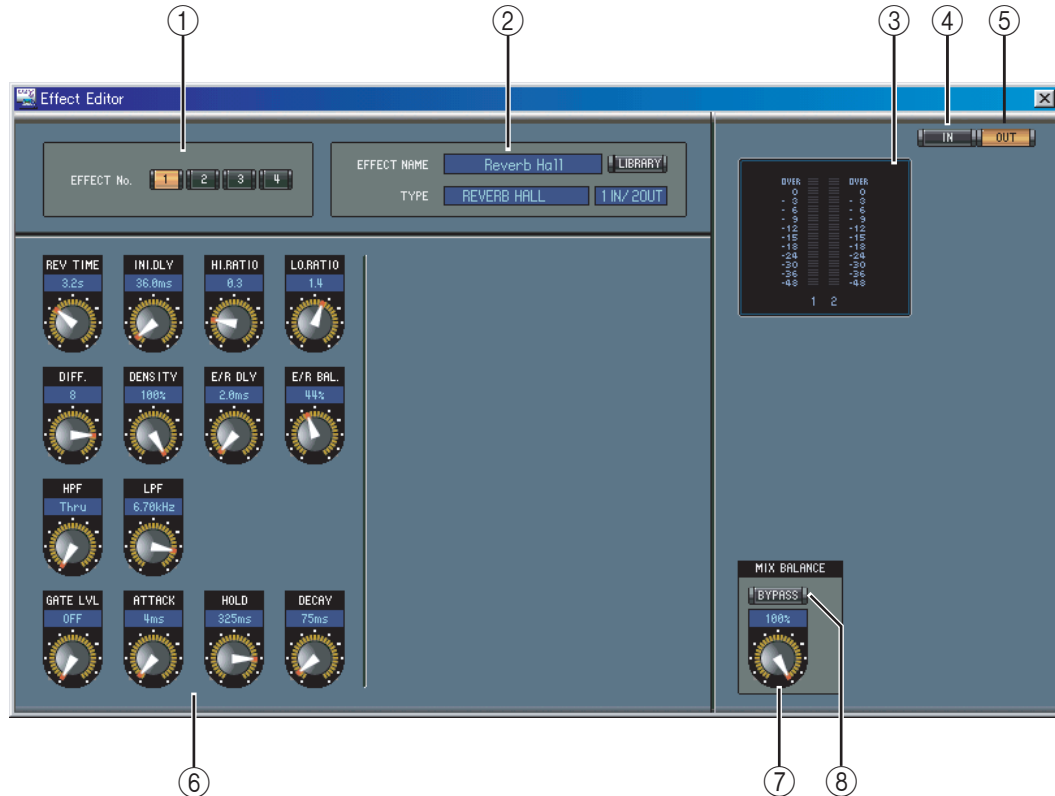 ① ② ③ ④ ⑤
Effect Editor
IN OUT
EFFECT No. 1 2 3 4
EFFECT NAME Reverb Hall LIBRARY
TYPE REVERB HALL 1 IN/ 2OUT
OVER OVER
0 0
- 3 - 3
- 6 - 6
- 9 - 9
-12 -12
-15 -15
-18 -18
-24 -24
-30 -30
-36 -36
-48 -48
1 2
REV TIME INI.DLY HI.RATIO LO.RATIO
3.2s 36.0ms 0.3 1.4
DIFF. DENSITY E/R DLY E/R BAL.
8 100% 2.0ms 44%
HPF LPF
Thru 6.70kHz
GATE LVL ATTACK HOLD DECAY
OFF 4ms 325ms 75ms
MIX BALANCE
BYPASS
100%
⑥ ⑦ ⑧